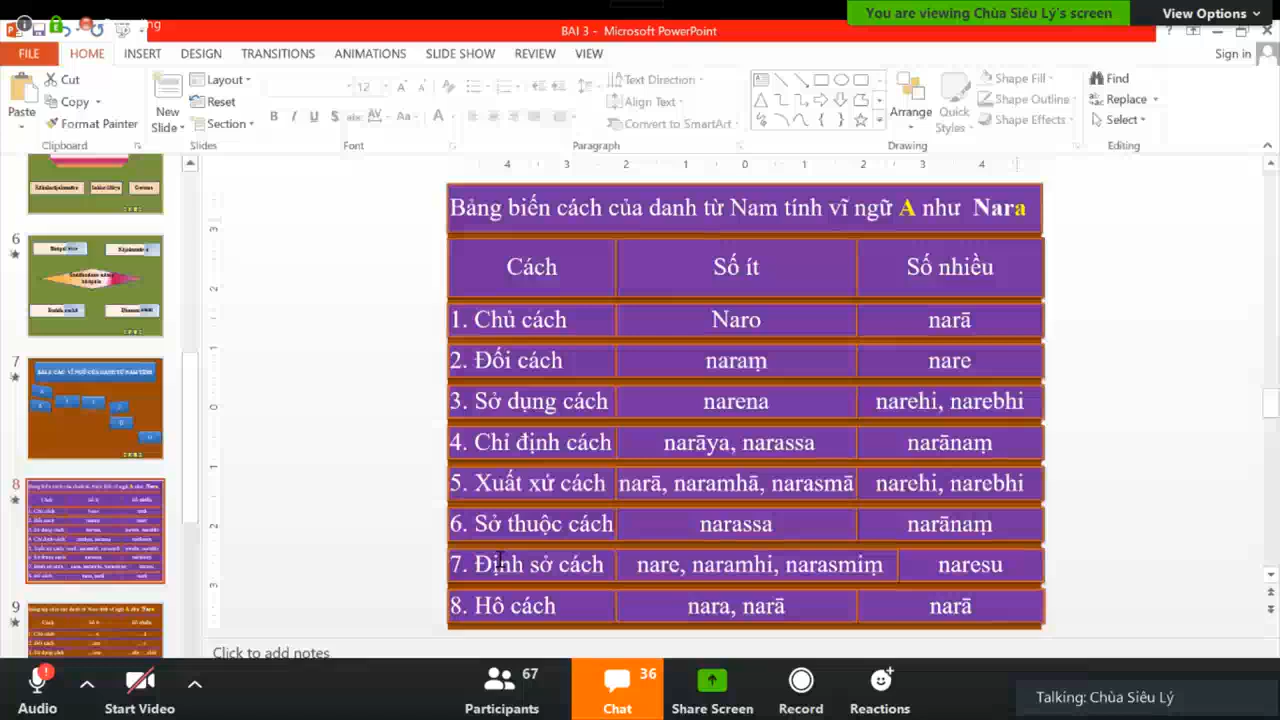 You are viewing Chùa Siêu Lý's screen
View Options
BAI 3 - Microsoft PowerPoint
FILE HOME INSERT DESIGN TRANSITIONS ANIMATIONS SLIDE SHOW REVIEW VIEW Sign in
Cut
Copy
Format Painter
Paste
Clipboard
New Slide
Layout
Reset
Section
Slides
12
Font
Text Direction
Align Text
Convert to SmartArt
Paragraph
Arrange
Quick Styles
Shape Fill
Shape Outline
Shape Effects
Drawing
Find
Replace
Select
Editing
6
7
8
9
Bảng biến cách của danh từ Nam tính vĩ ngữ A như Nara
Cách Số ít Số nhiều
1. Chủ cách Naro narā
2. Đối cách naraṃ nare
3. Sở dụng cách narena narehi, narebhi
4. Chỉ định cách narāya, narassa narānaṃ
5. Xuất xứ cách narā, naramhā, narasmā narehi, narebhi
6. Sở thuộc cách narassa narānaṃ
7. Định sở cách nare, naramhi, narasmiṃ naresu
8. Hô cách nara, narā narā
Click to add notes
Audio
Start Video
67
Participants
36
Chat
Share Screen
Record
Reactions
Talking: Chùa Siêu Lý